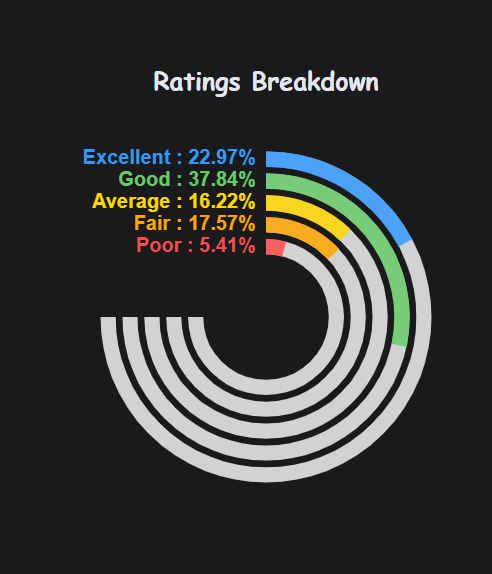 Ratings Breakdown
Excellent : 22.97%
Good : 37.84%
Average : 16.22%
Fair : 17.57%
Poor : 5.41%